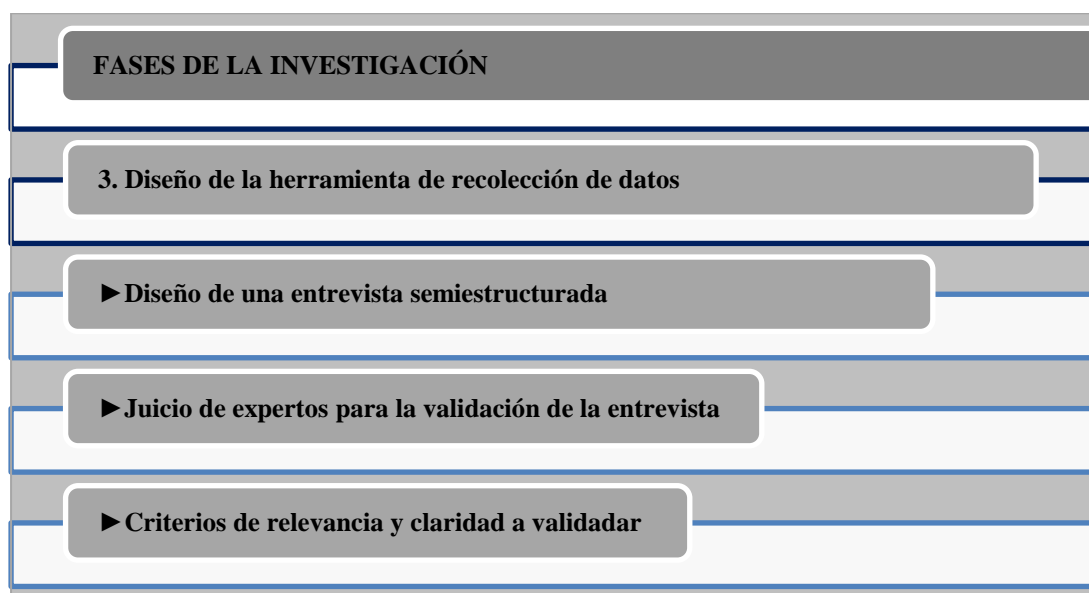 FASES DE LA INVESTIGACIÓN
3. Diseño de la herramienta de recolección de datos
►Diseño de una entrevista semiestructurada
►Juicio de expertos para la validación de la entrevista
►Criterios de relevancia y claridad a validadar